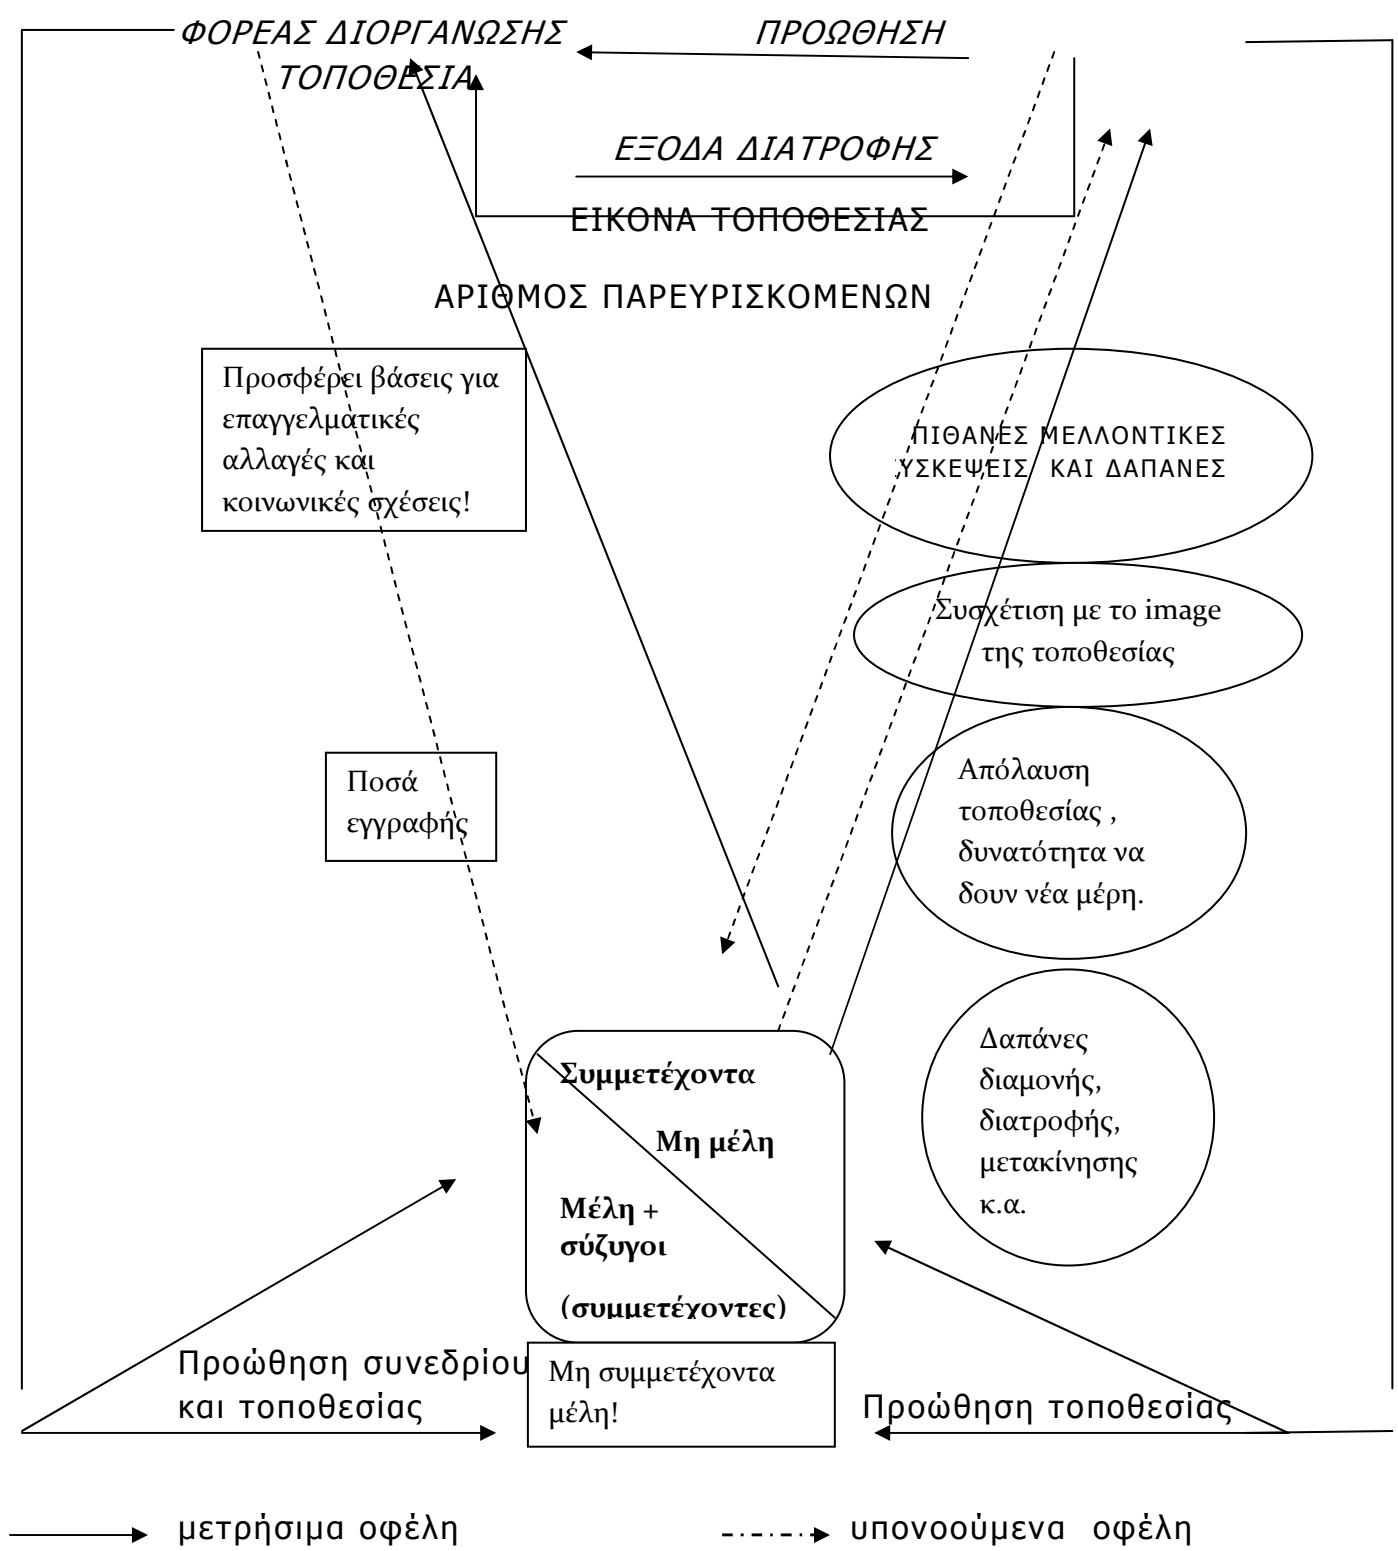 ΦΟΡΕΑΣ ΔΙΟΡΓΑΝΩΣΗΣ
ΠΡΟΩΘΗΣΗ
ΤΟΠΟΘΕΣΙΑ
ΕΞΟΔΑ ΔΙΑΤΡΟΦΗΣ
ΕΙΚΟΝΑ ΤΟΠΟΘΕΣΙΑΣ
ΑΡΙΘΜΟΣ ΠΑΡΕΥΡΙΣΚΟΜΕΝΩΝ
Προσφέρει βάσεις για
επαγγελματικές
αλλαγές και
κοινωνικές σχέσεις!
ΠΙΘΑΝΕΣ ΜΕΛΛΟΝΤΙΚΕΣ
ΥΣΚΕΨΕΙΣ ΚΑΙ ΔΑΠΑΝΕΣ
Συσχέτιση με το image
της τοποθεσίας
Ποσά
εγγραφής
Απόλαυση
τοποθεσίας ,
δυνατότητα να
δουν νέα μέρη.
Δαπάνες
διαμονής,
διατροφής,
μετακίνησης
κ.α.
Συμμετέχοντα
Μη μέλη
Μέλη +
σύζυγοι
(συμμετέχοντες)
Προώθηση συνεδρίου
και τοποθεσίας
Μη συμμετέχοντα
μέλη!
Προώθηση τοποθεσίας
μετρήσιμα οφέλη
υπονοούμενα οφέλη